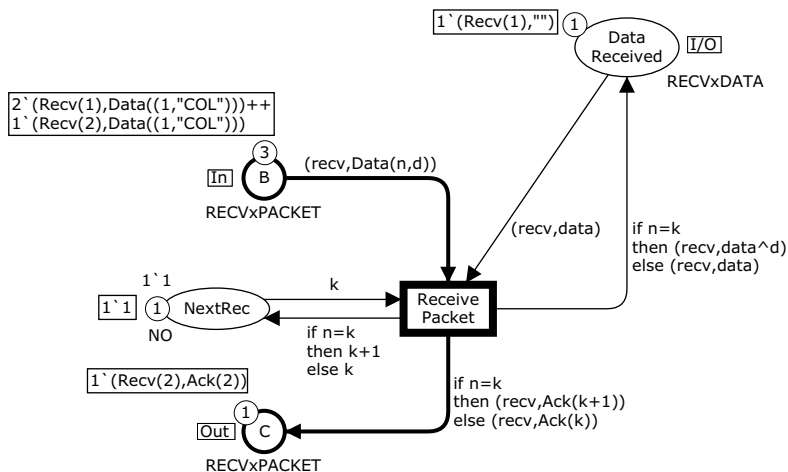 1`(Recv(1),"")
1
Data
Received
I/O
RECVxDATA
2`(Recv(1),Data((1,"COL")))++
1`(Recv(2),Data((1,"COL")))
3
In
B
(recv,Data(n,d))
RECVxPACKET
(recv,data)
if n=k
then (recv,data^d)
else (recv,data)
1`1
1`1
1
NextRec
k
Receive
Packet
NO
if n=k
then k+1
else k
1`(Recv(2),Ack(2))
if n=k
then (recv,Ack(k+1))
else (recv,Ack(k))
1
Out
C
RECVxPACKET